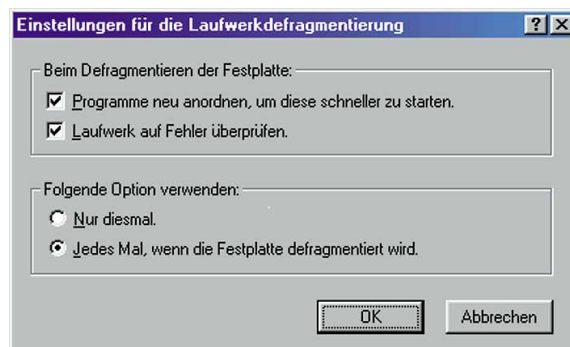 Einstellungen für die Laufwerkdefragmentierung
Beim Defragmentieren der Festplatte:
Programme neu anordnen, um diese schneller zu starten.
Laufwerk auf Fehler überprüfen.
Folgende Option verwenden:
Nur diesmal.
Jedes Mal, wenn die Festplatte defragmentiert wird.
OK
Abbrechen